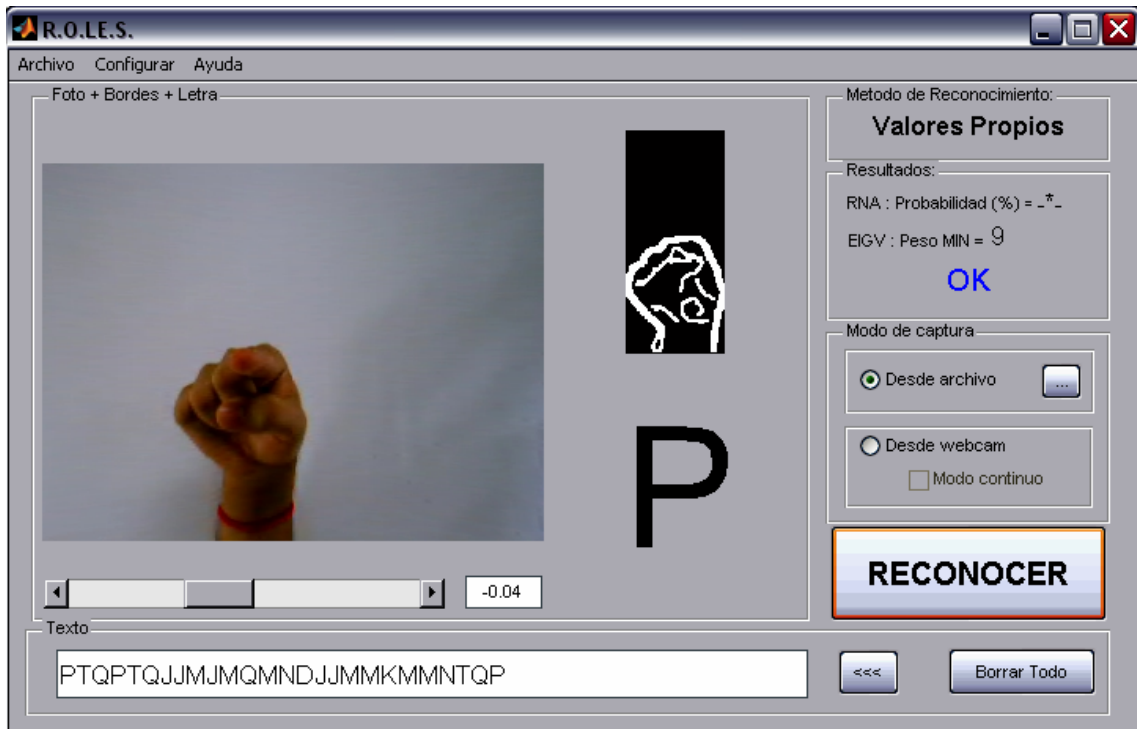 R.O.L.E.S.
Archivo Configurar Ayuda
Foto + Bordes + Letra
P
-0.04
Metodo de Reconocimiento:
Valores Propios
Resultados:
RNA : Probabilidad (%) = -*-
EIGV : Peso MIN = 9
OK
Modo de captura
Desde archivo ...
Desde webcam
Modo continuo
RECONOCER
Texto
PTQPTQJJMJMQMNDJJMMKMMNTQP <<< Borrar Todo